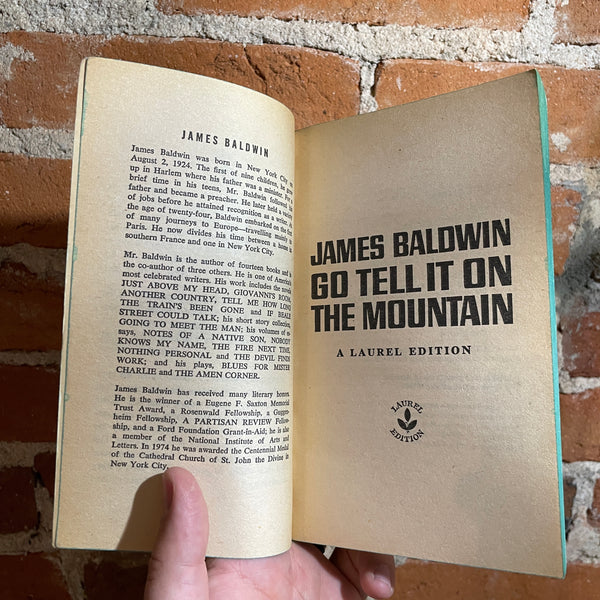 JAMES BALDWIN
James Baldwin was born in New York City on
August 2, 1924. The first of nine children, he grew
up in Harlem where his father was a minister. For a
brief time in his teens, Mr. Baldwin followed his
father and became a preacher. He later held a variety
of jobs before he attained recognition as a writer. At
the age of twenty-four, Baldwin embarked on the first
of many journeys to Europe—travelling mainly to
Paris. He now divides his time between a home in
southern France and one in New York City.
Mr. Baldwin is the author of fourteen books and is
the co-author of three others. He is one of America's
most celebrated writers. His work includes the novels
JUST ABOVE MY HEAD, GIOVANNI'S ROOM,
ANOTHER COUNTRY, TELL ME HOW LONG
THE TRAIN'S BEEN GONE and IF BEALE
STREET COULD TALK; his short story collection,
GOING TO MEET THE MAN; his volumes of es-
says, NOTES OF A NATIVE SON, NOBODY
KNOWS MY NAME, THE FIRE NEXT TIME,
NOTHING PERSONAL and THE DEVIL FINDS
WORK; and his plays, BLUES FOR MISTER
CHARLIE and THE AMEN CORNER.
James Baldwin has received many literary honors.
He is the winner of a Eugene F. Saxton Memorial
Trust Award, a Rosenwald Fellowship, a Guggen-
heim Fellowship, A PARTISAN REVIEW Fellow-
ship, and a Ford Foundation Grant-in-Aid; he is also
a member of the National Institute of Arts and
Letters. In 1974 he was awarded the Centennial Medal
of the Cathedral Church of St. John the Divine in
New York City.
JAMES BALDWIN
GO TELL IT ON
THE MOUNTAIN
A LAUREL EDITION
LAUREL
EDITION